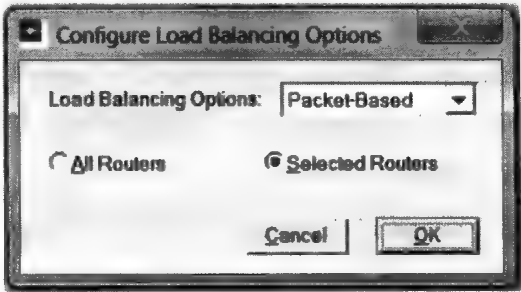 Configure Load Balancing Options
Load Balancing Options: Packet-Based
All Routers Selected Routers
Cancel OK